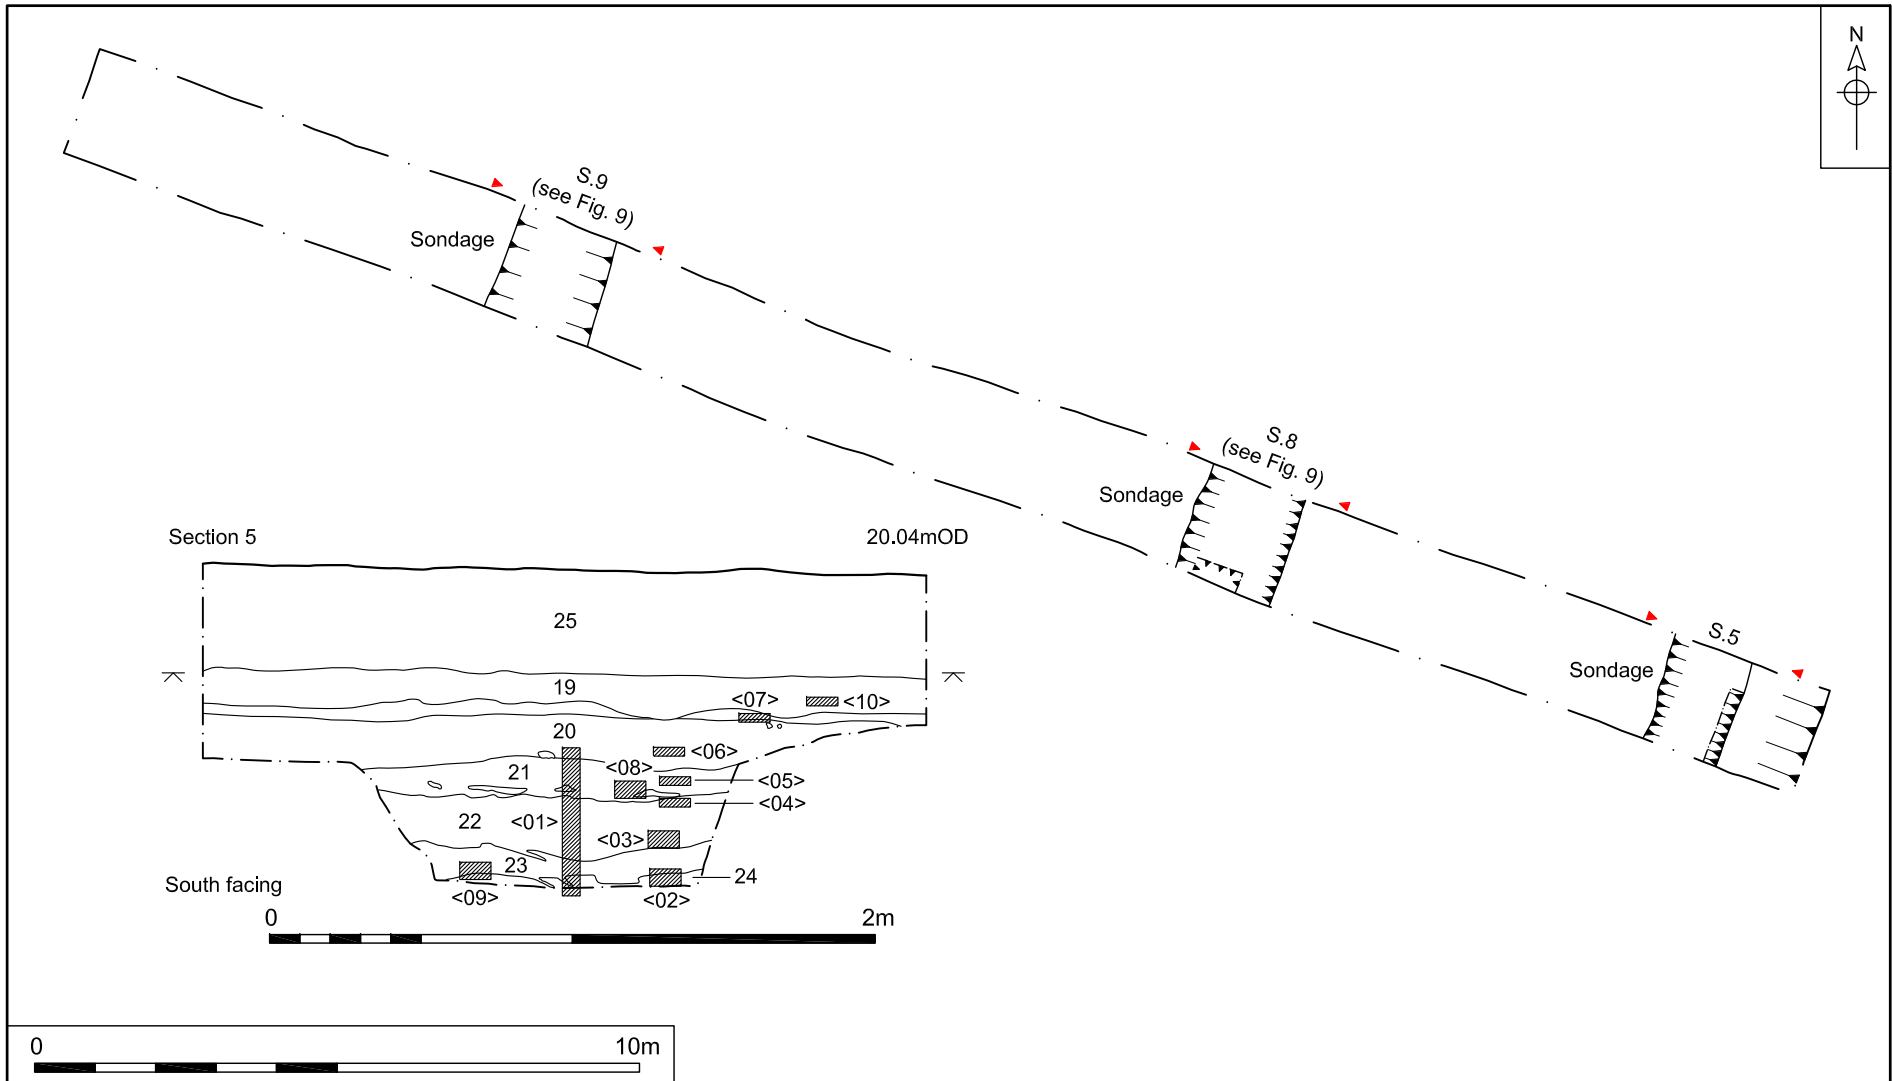 N
S.9
(see Fig. 9)
Sondage
S.8
(see Fig. 9)
Sondage
S.5
Sondage
Section 5
20.04mOD
25
19
<07>
<10>
20
<06>
21
<08>
<05>
<04>
22
<01>
<03>
23
24
South facing
<09>
<02>
0
2m
0
10m